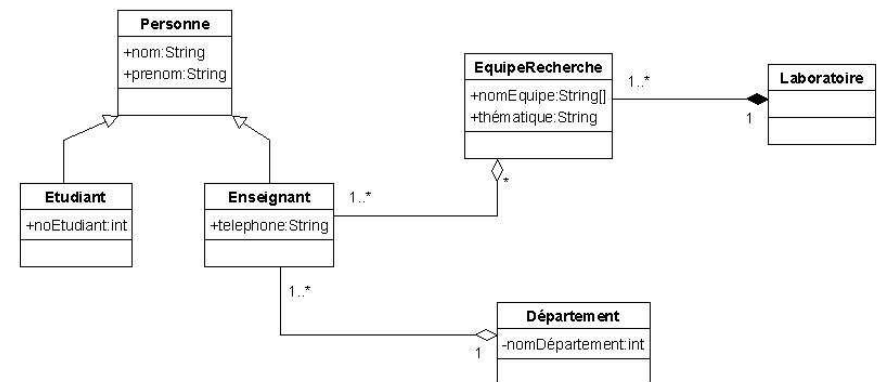 Personne
+nom:String
+prenom:String
EquipeRecherche
+nomEquipe:String[]
+thématique:String
1..*
1
Laboratoire
*
Etudiant
+noEtudiant:int
Enseignant
+telephone:String
1..*
1..*
1
Département
-nomDépartement:int